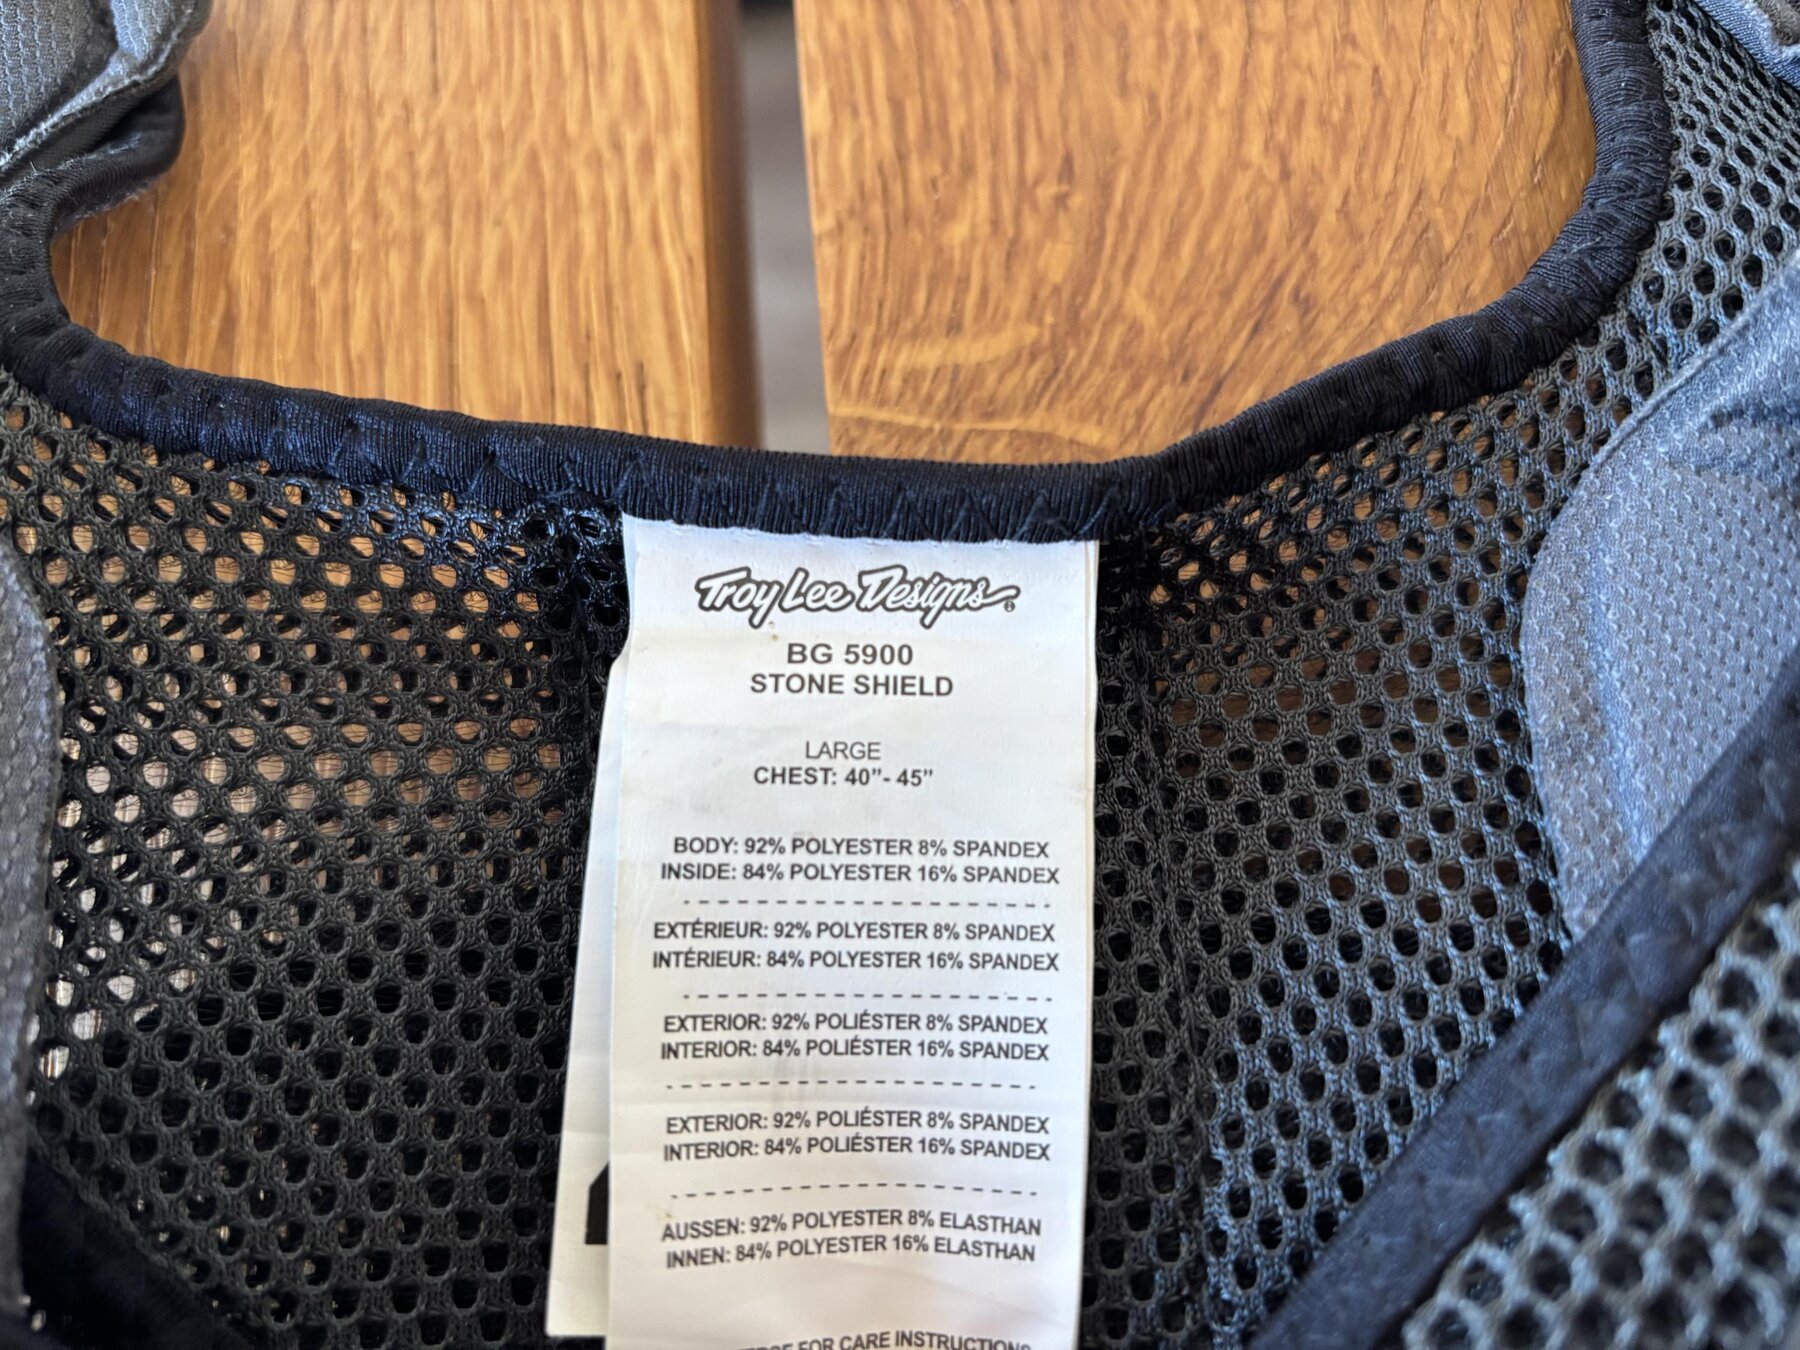 Troy Lee Designs®
BG 5900
STONE SHIELD
LARGE
CHEST: 40”- 45”
BODY: 92% POLYESTER 8% SPANDEX
INSIDE: 84% POLYESTER 16% SPANDEX
EXTÉRIEUR: 92% POLYESTER 8% SPANDEX
INTÉRIEUR: 84% POLYESTER 16% SPANDEX
EXTERIOR: 92% POLIÉSTER 8% SPANDEX
INTERIOR: 84% POLIÉSTER 16% SPANDEX
EXTERIOR: 92% POLIÉSTER 8% SPANDEX
INTERIOR: 84% POLIÉSTER 16% SPANDEX
AUSSEN: 92% POLYESTER 8% ELASTHAN
INNEN: 84% POLYESTER 16% ELASTHAN
FOR CARE INSTRUCTIONS